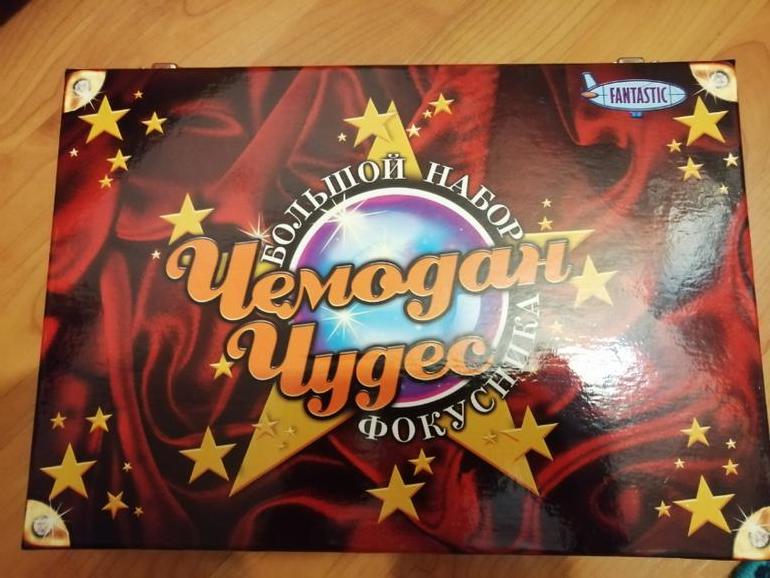 FANTASTIC
БОЛЬШОЙ НАБОР
Чемодан
Чудес
ФОКУСНИКА